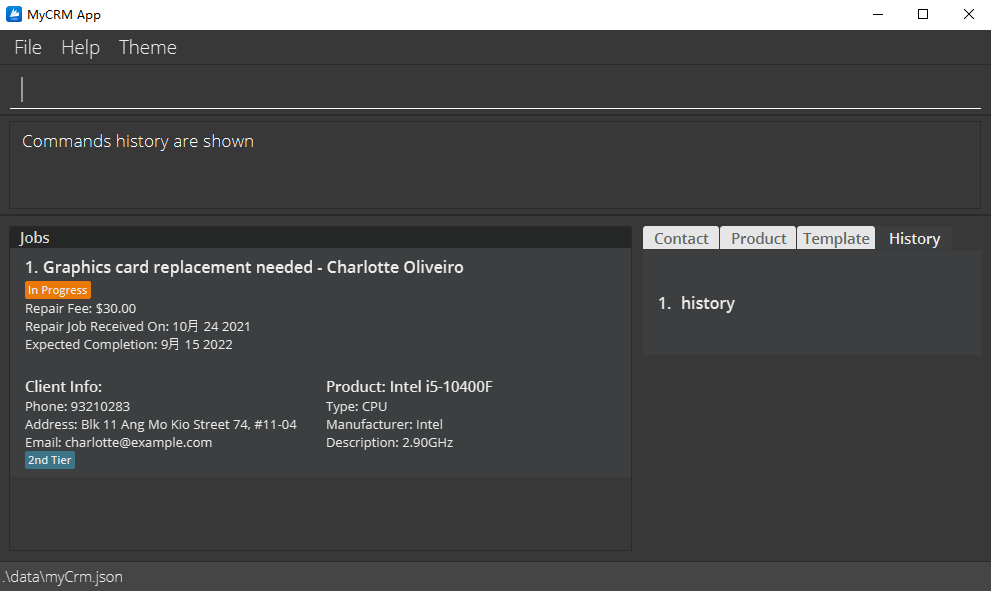 MyCRM App
File Help Theme
Commands history are shown
Jobs
1. Graphics card replacement needed - Charlotte Oliveiro
In Progress
Repair Fee: $30.00
Repair Job Received On: 10月 24 2021
Expected Completion: 9月 15 2022
Client Info:
Phone: 93210283
Address: Blk 11 Ang Mo Kio Street 74, #11-04
Email: charlotte@example.com
2nd Tier
Product: Intel i5-10400F
Type: CPU
Manufacturer: Intel
Description: 2.90GHz
Contact Product Template History
1. history
.\data\myCrm.json